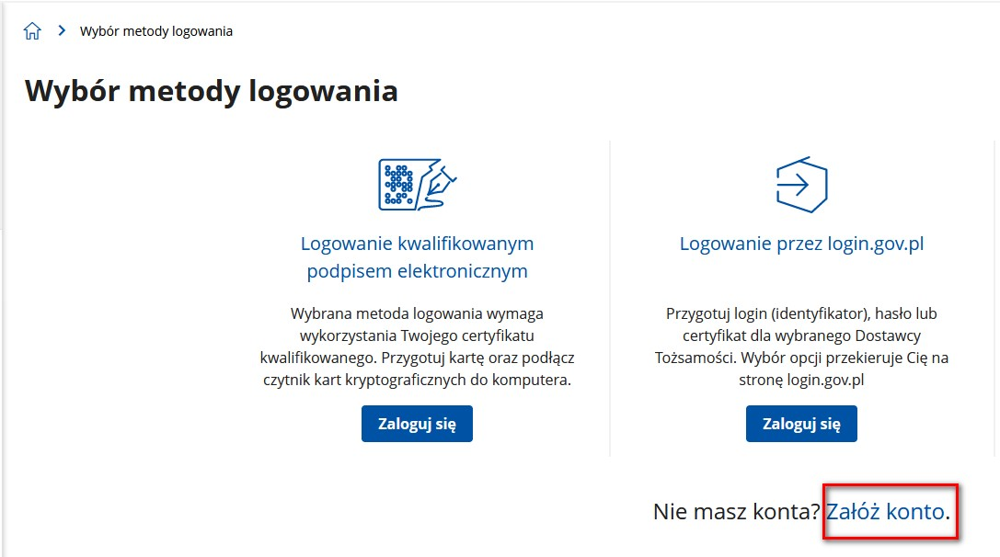 Wybór metody logowania
Wybór metody logowania
Logowanie kwalifikowanym
podpisem elektronicznym
Wybrana metoda logowania wymaga
wykorzystania Twojego certyfikatu
kwalifikowanego. Przygotuj kartę oraz podłącz
czytnik kart kryptograficznych do komputera.
Zaloguj się
Logowanie przez login.gov.pl
Przygotuj login (identyfikator), hasło lub
certyfikat dla wybranego Dostawcy
Tożsamości. Wybór opcji przekieruje Cię na
stronę login.gov.pl
Zaloguj się
Nie masz konta? Załóż konto.